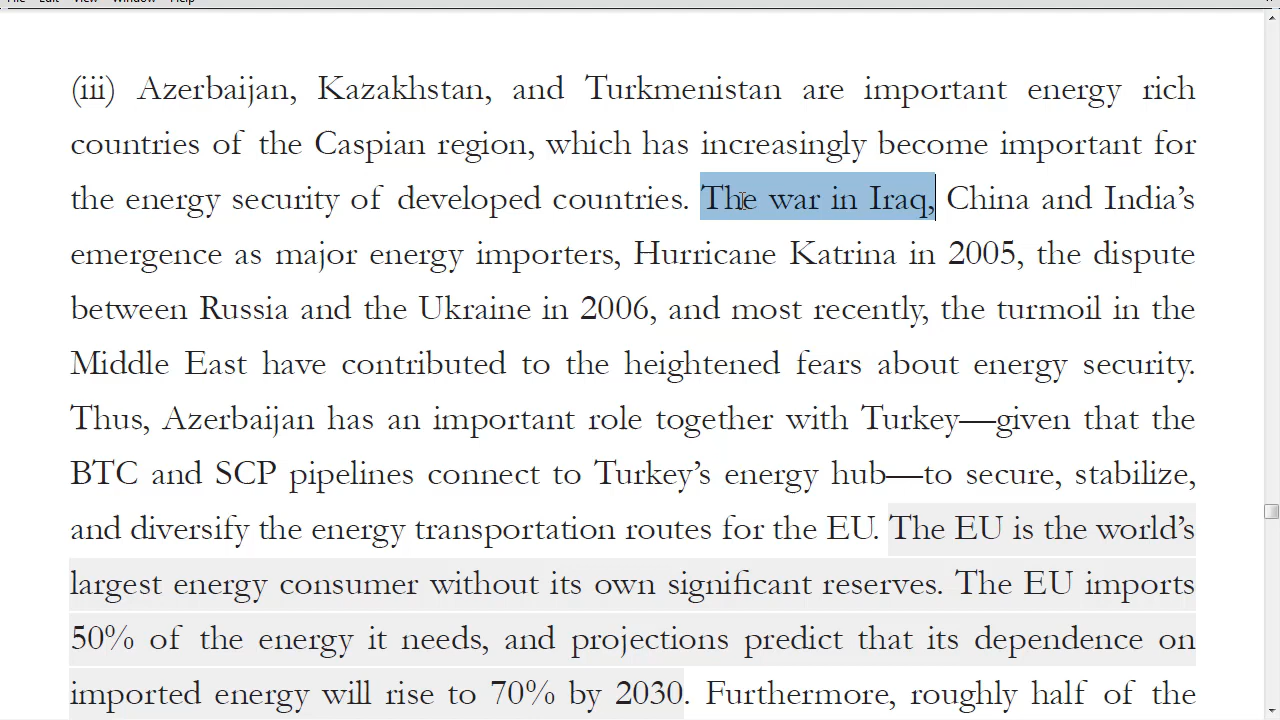 File Edit View Window Help
(iii) Azerbaijan, Kazakhstan, and Turkmenistan are important energy rich
countries of the Caspian region, which has increasingly become important for
the energy security of developed countries. The war in Iraq, China and India’s
emergence as major energy importers, Hurricane Katrina in 2005, the dispute
between Russia and the Ukraine in 2006, and most recently, the turmoil in the
Middle East have contributed to the heightened fears about energy security.
Thus, Azerbaijan has an important role together with Turkey—given that the
BTC and SCP pipelines connect to Turkey’s energy hub—to secure, stabilize,
and diversify the energy transportation routes for the EU. The EU is the world’s
largest energy consumer without its own significant reserves. The EU imports
50% of the energy it needs, and projections predict that its dependence on
imported energy will rise to 70% by 2030. Furthermore, roughly half of the